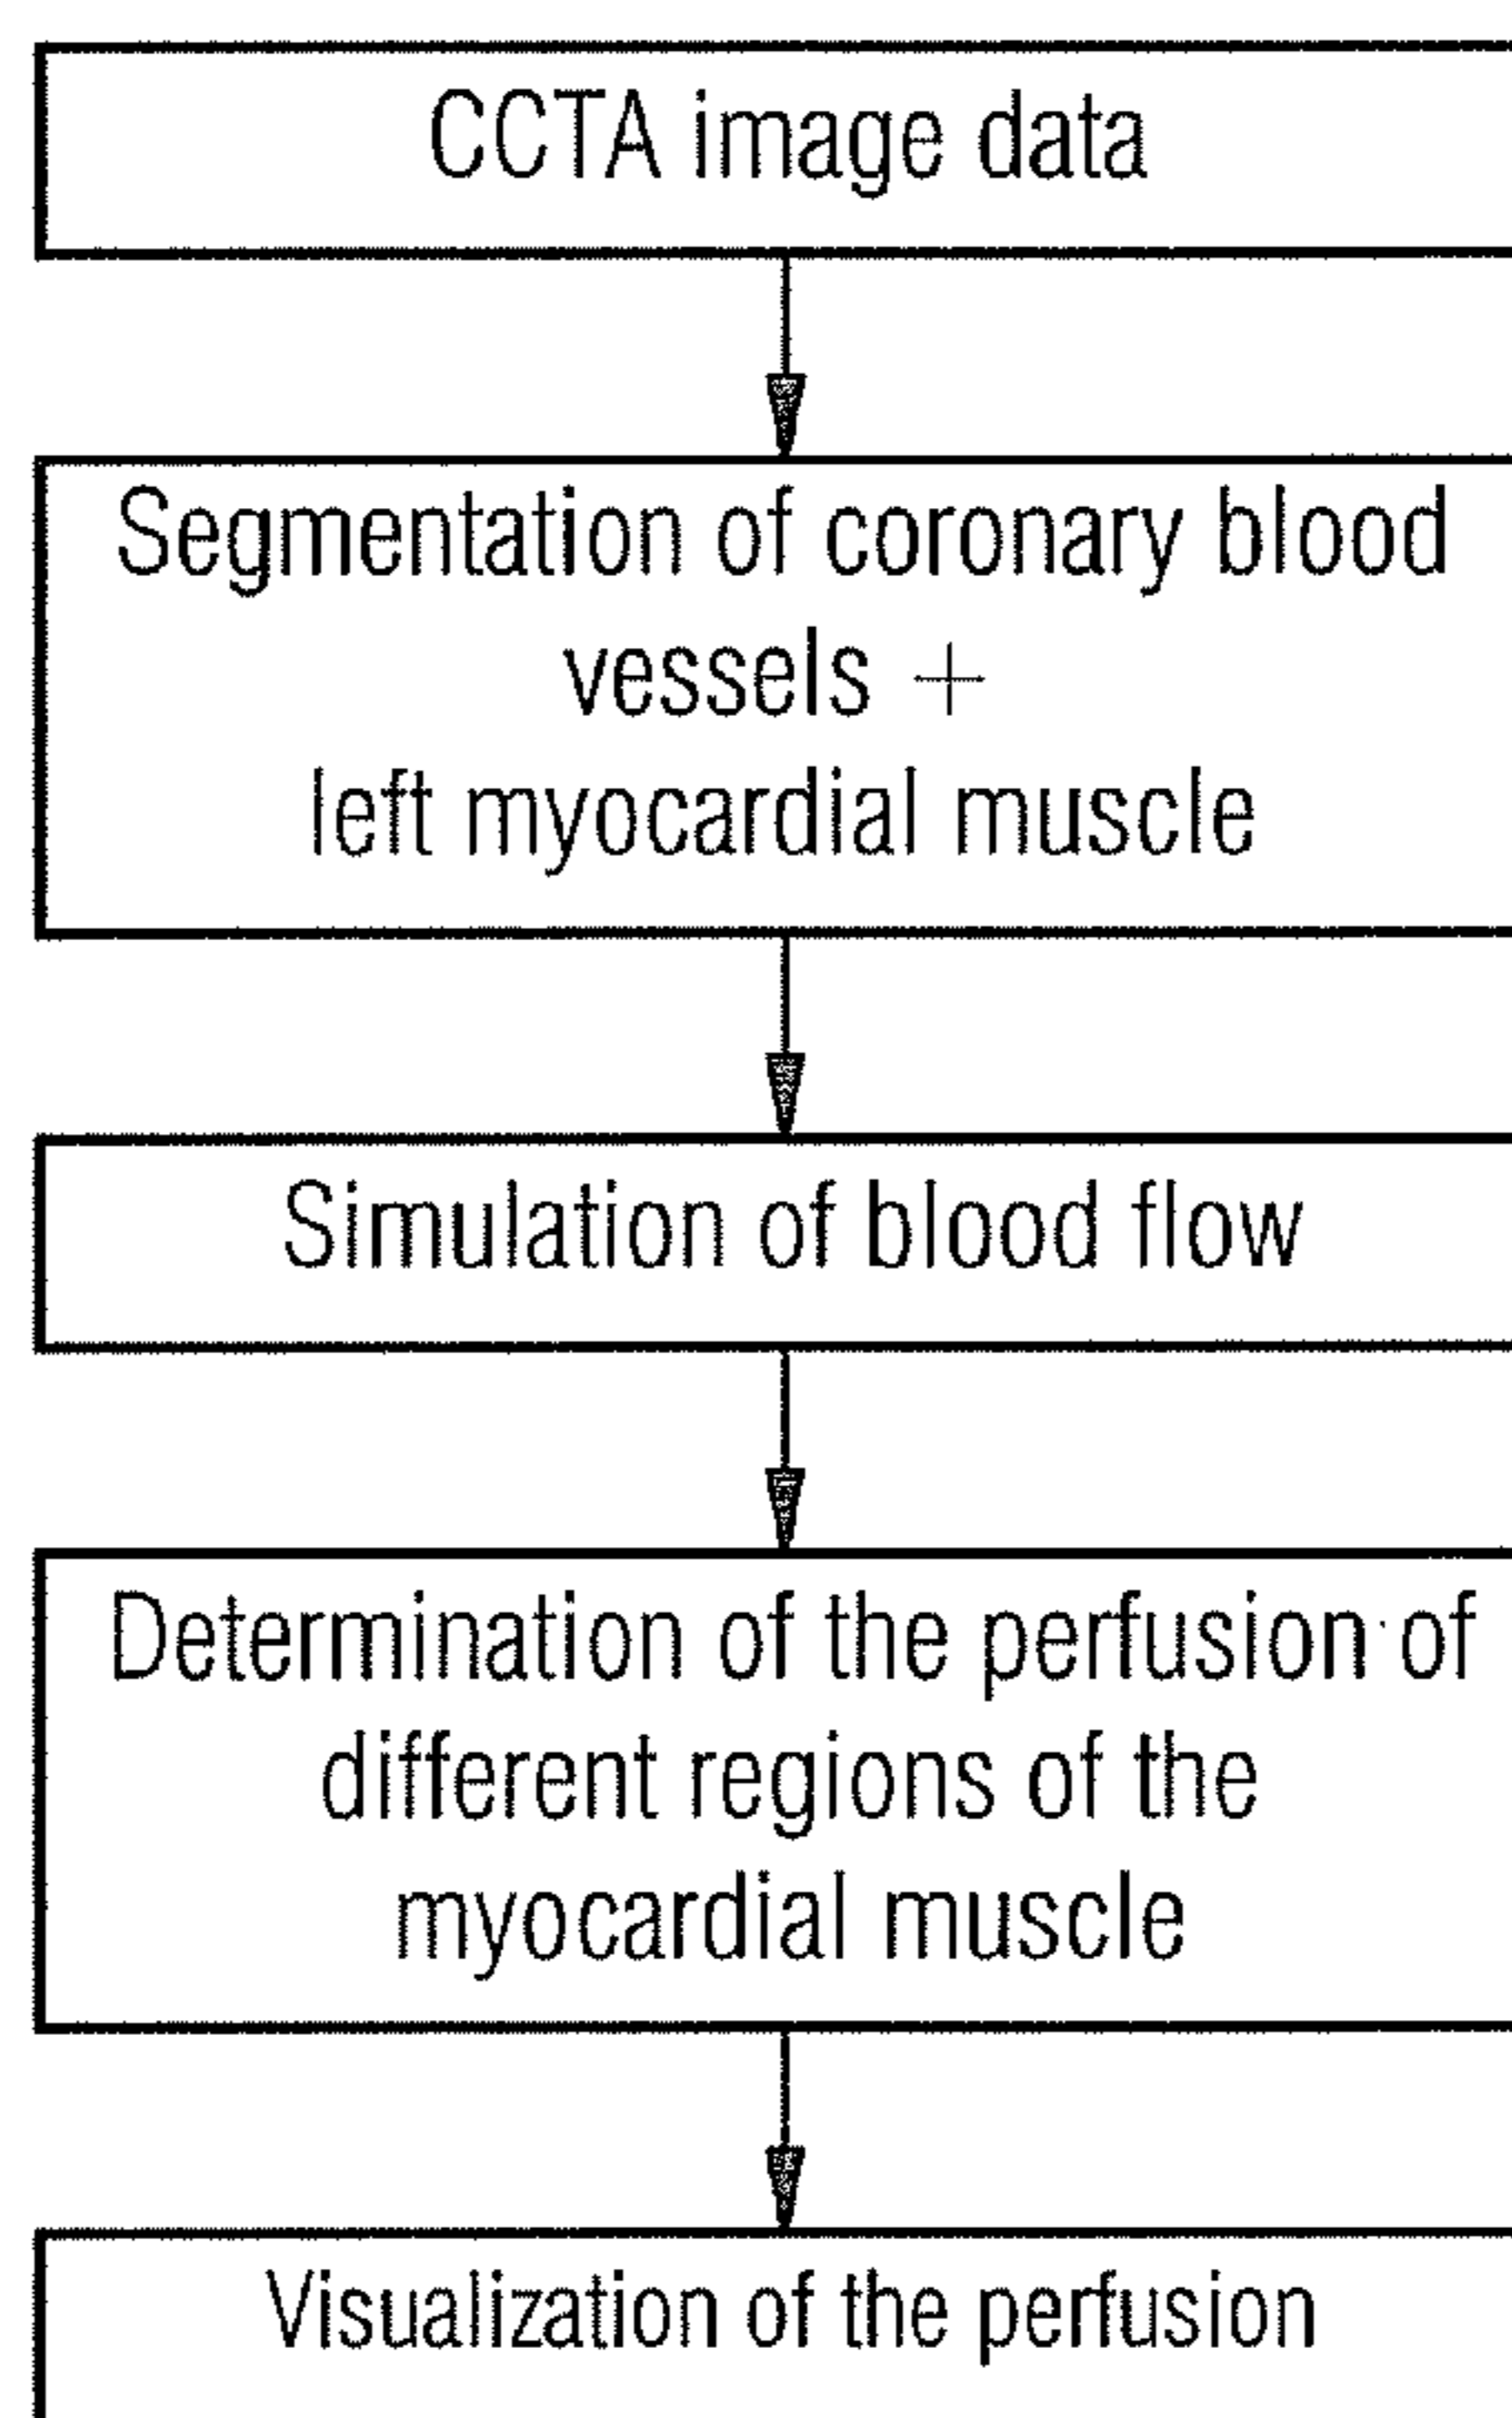 CCTA image data
Segmentation of coronary blood
vessels +
left myocardial muscle
Simulation of blood flow
Determination of the perfusion of
different regions of the
myocardial muscle
Visualization of the perfusion